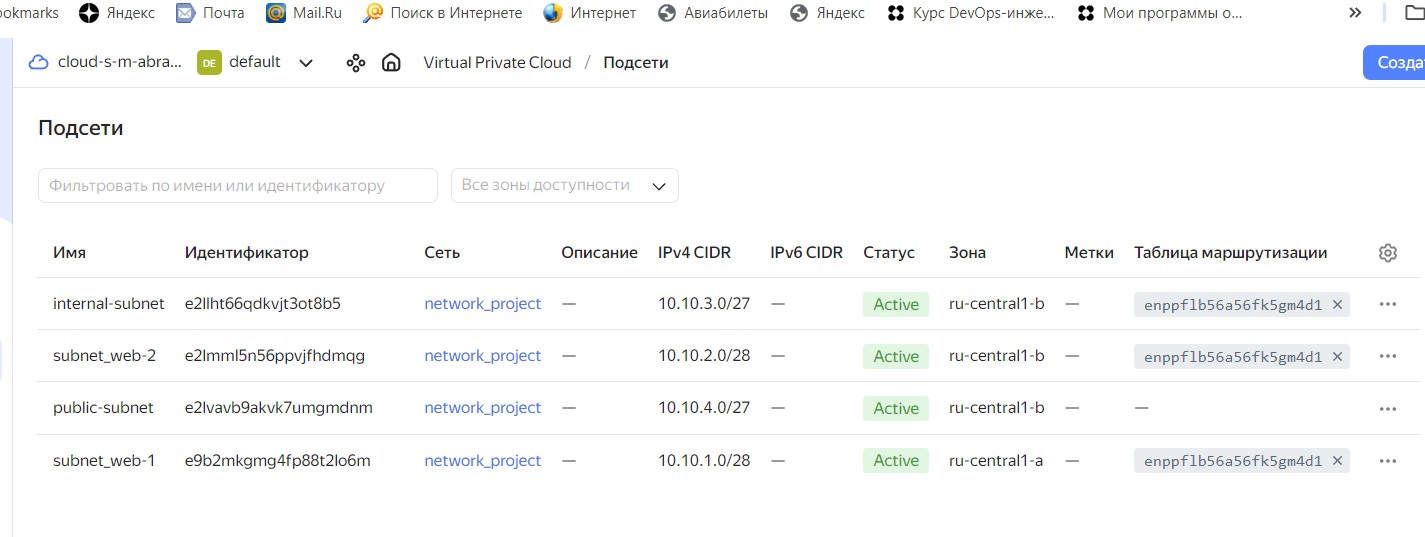 ookmarks Яндекс Почта Mail.Ru Поиск в Интернете Интернет Авиабилеты Яндекс Курс DevOps-инже... Мои программы о...
cloud-s-m-abra... DE default Virtual Private Cloud / Подсети Созда
Подсети
Фильтровать по имени или идентификатору Все зоны доступности
Имя Идентификатор Сеть Описание IPv4 CIDR IPv6 CIDR Статус Зона Метки Таблица маршрутизации
internal-subnet e2llht66qdkvjt3ot8b5 network_project — 10.10.3.0/27 — Active ru-central1-b — enppflb56a56fk5gm4d1
subnet_web-2 e2lmml5n56ppvjfhdmqg network_project — 10.10.2.0/28 — Active ru-central1-b — enppflb56a56fk5gm4d1
public-subnet e2lvavb9akvk7umgmdnm network_project — 10.10.4.0/27 — Active ru-central1-b — —
subnet_web-1 e9b2mkgmg4fp88t2lo6m network_project — 10.10.1.0/28 — Active ru-central1-a — enppflb56a56fk5gm4d1